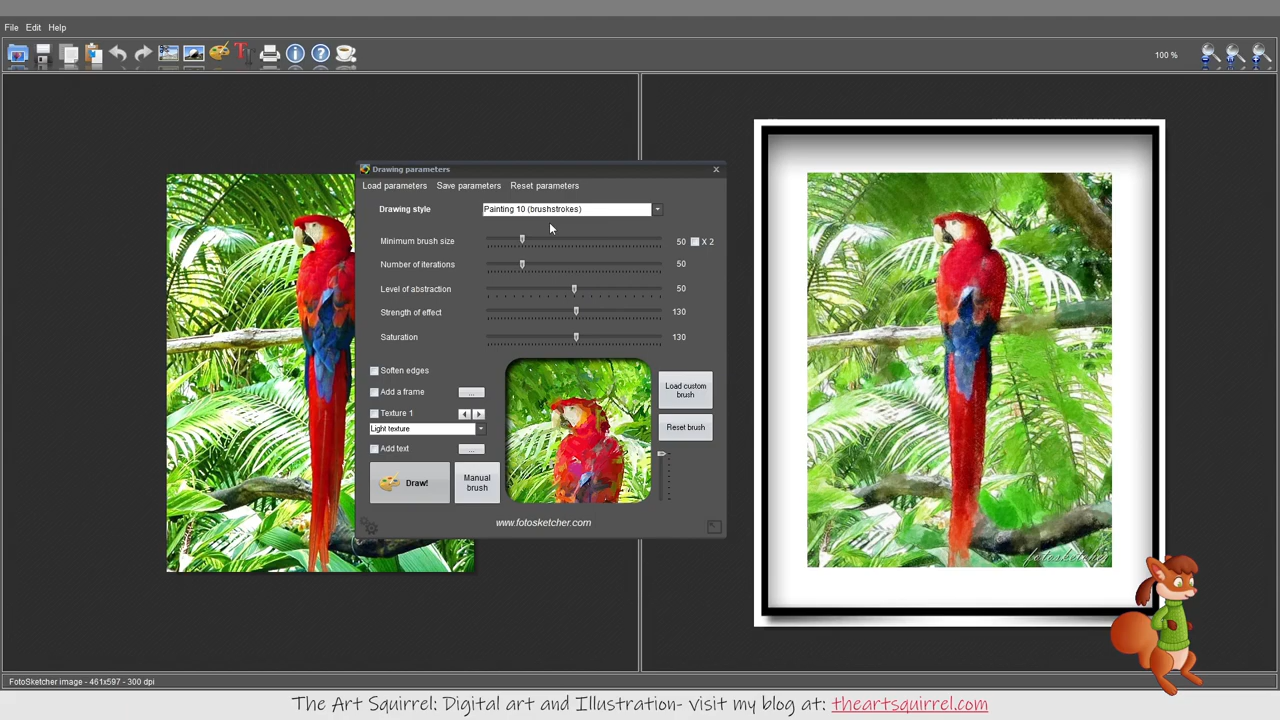 File Edit Help
100 %
Drawing parameters
x
Load parameters Save parameters Reset parameters
Drawing style Painting 10 (brushstrokes)
Minimum brush size 50 X 2
Number of iterations 50
Level of abstraction 50
Strength of effect 130
Saturation 130
Soften edges
Add a frame ...
Texture 1
Light texture
Add text ...
Draw!
Manual
brush
Load custom
brush
Reset brush
www.fotosketcher.com
fotosketcher
FotoSketcher image - 461x597 - 300 dpi
The Art Squirrel: Digital art and Illustration- visit my blog at: theartsquirrel.com